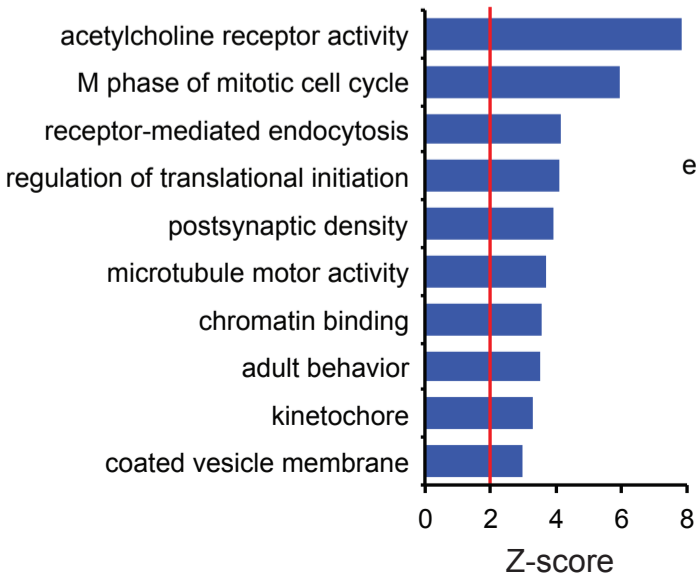 acetylcholine receptor activity
M phase of mitotic cell cycle
receptor-mediated endocytosis
e
regulation of translational initiation
postsynaptic density
microtubule motor activity
chromatin binding
adult behavior
kinetochore
coated vesicle membrane
0 2 4 6 8
Z-score